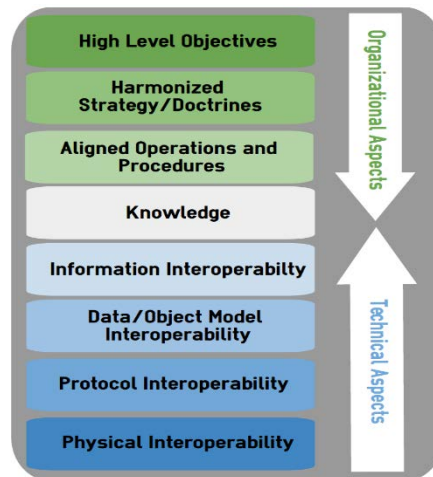 High Level Objectives
Harmonized
Strategy/Doctrines
Aligned Operations and
Procedures
Knowledge
Information Interoperabilty
Data/Object Model
Interoperability
Protocol Interoperability
Physical Interoperability
Organizational Aspects
Technical Aspects